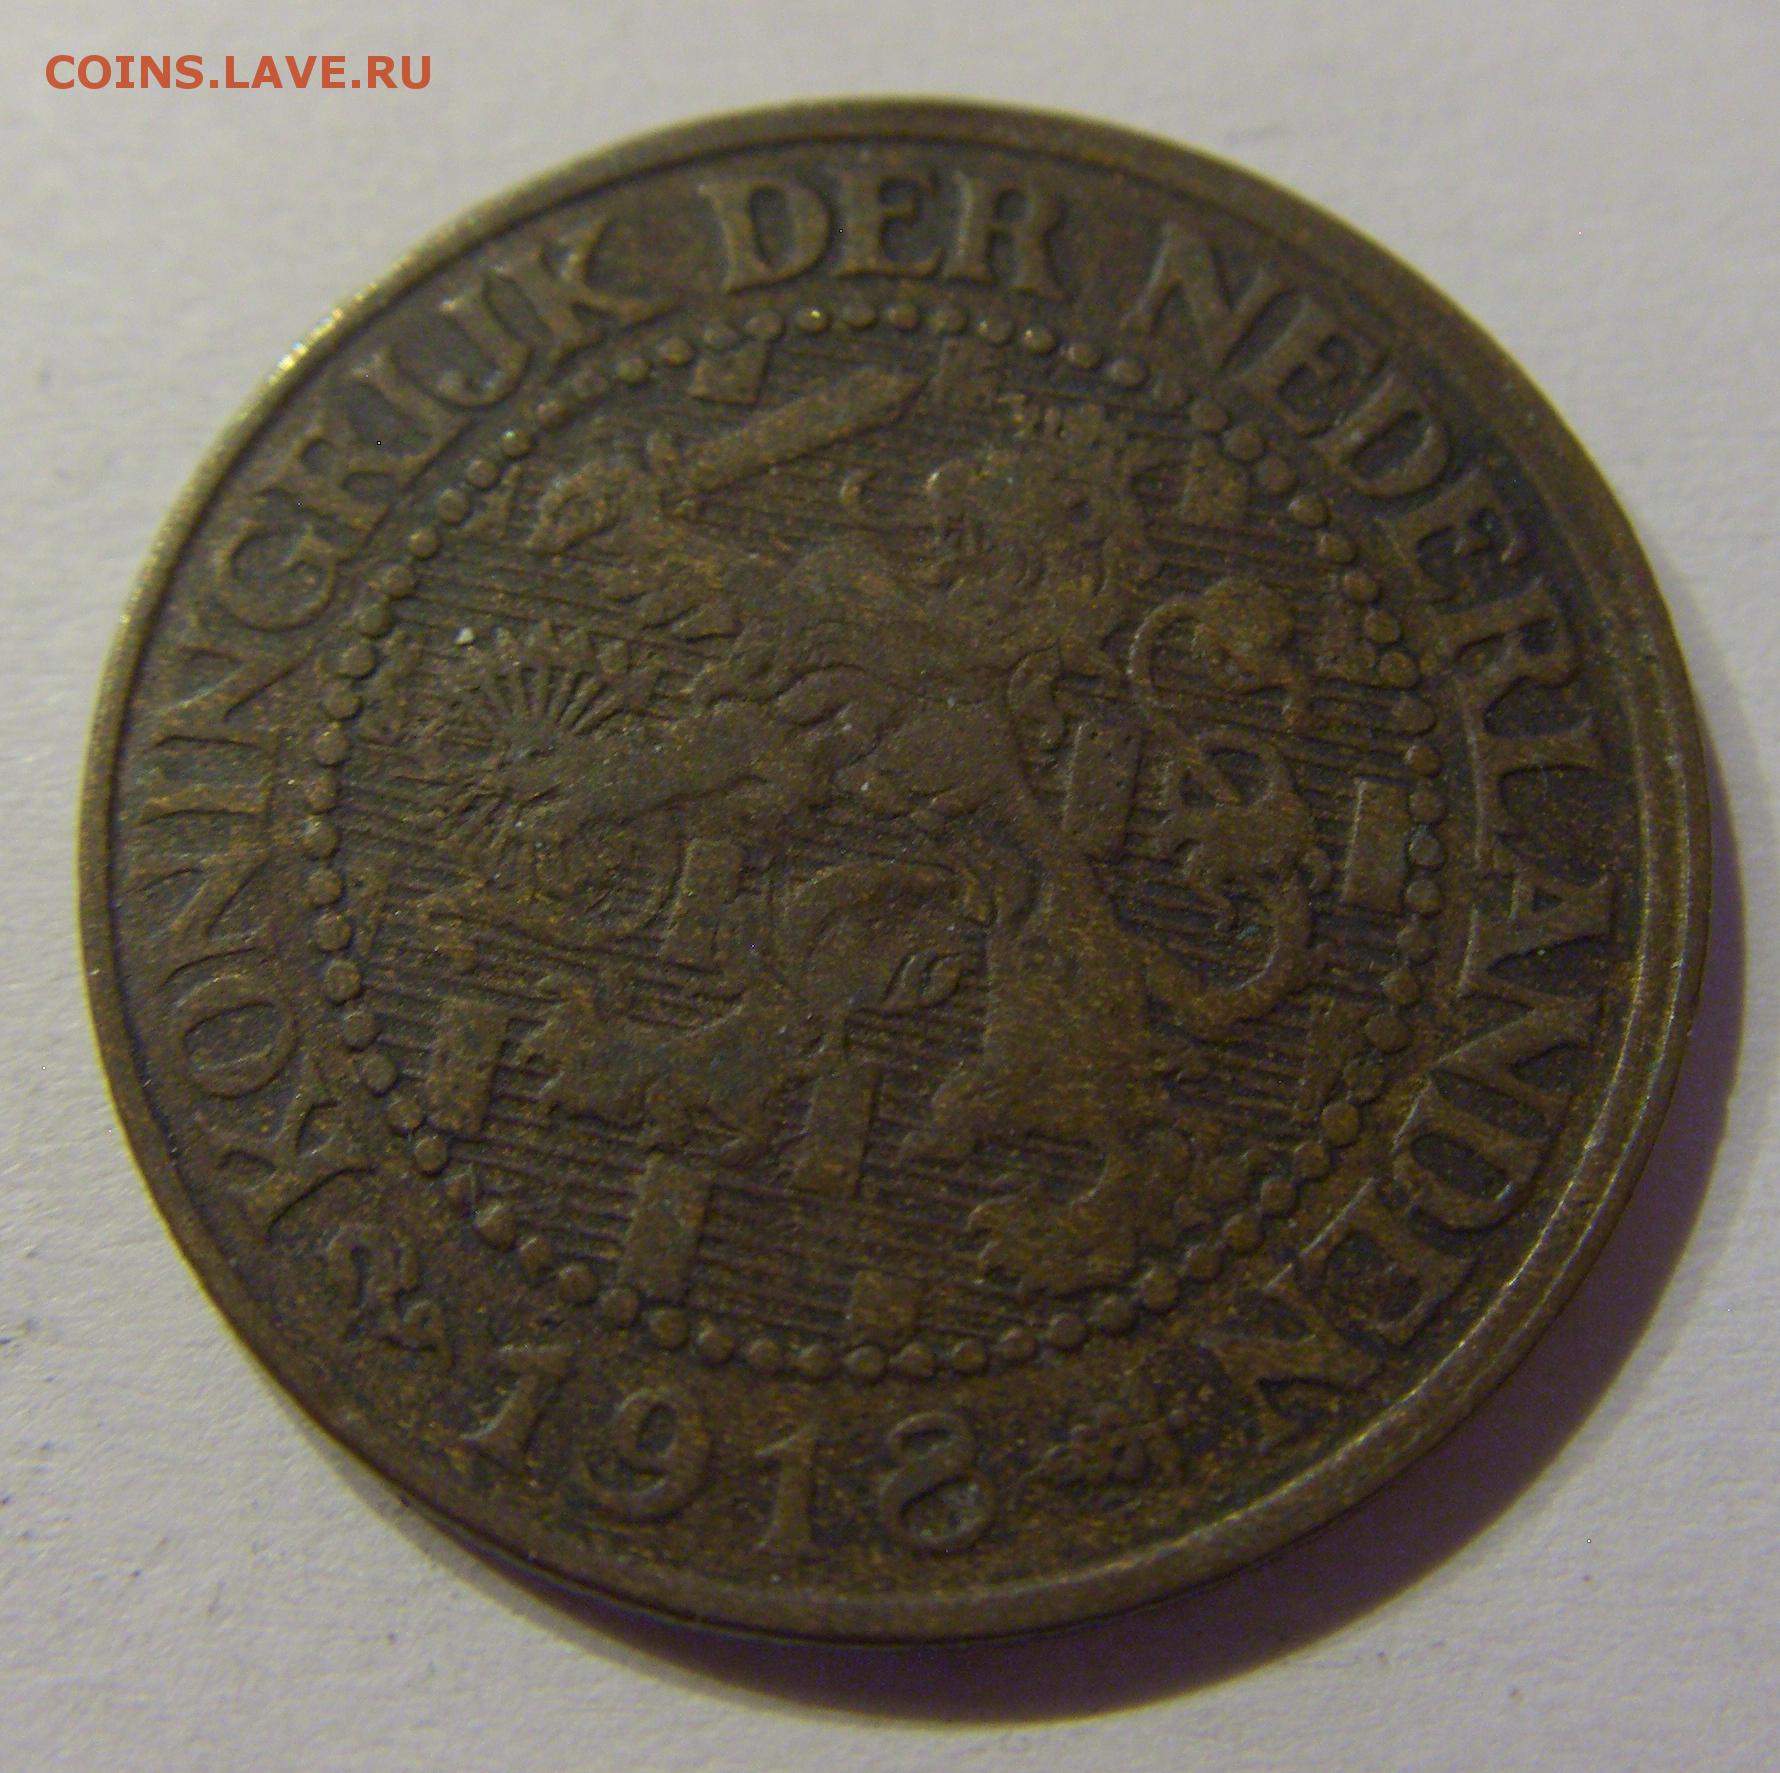 COINS.LAVE.RU
KONINGRIJK DER NEDERLANDEN
1918